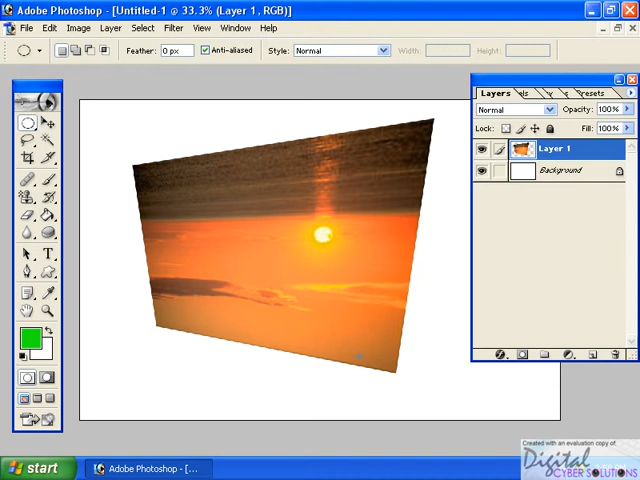 Adobe Photoshop - [Untitled-1 @ 33.3% (Layer 1, RGB)]
File Edit Image Layer Select Filter View Window Help
Feather: 0 px Anti-aliased Style: Normal Width: Height:
Layers els Presets
Normal Opacity: 100%
Lock: Fill: 100%
Layer 1
Background
T
start Adobe Photoshop - [...
Created with an evaluation copy of
Digital
CYBER SOLUTIONS